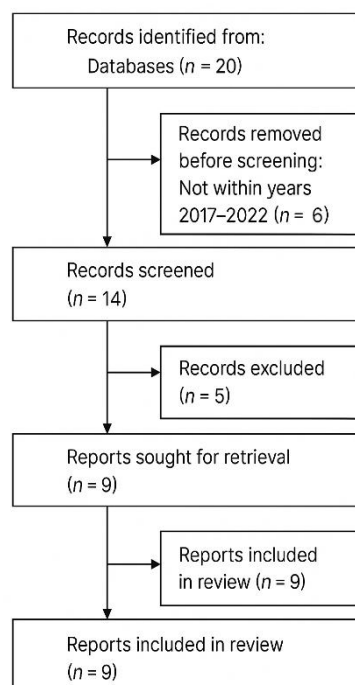 Records identified from:
Databases (n = 20)
Records removed
before screening:
Not within years
2017–2022 (n = 6)
Records screened
(n = 14)
Records excluded
(n = 5)
Reports sought for retrieval
(n = 9)
Reports included
in review (n = 9)
Reports included in review
(n = 9)